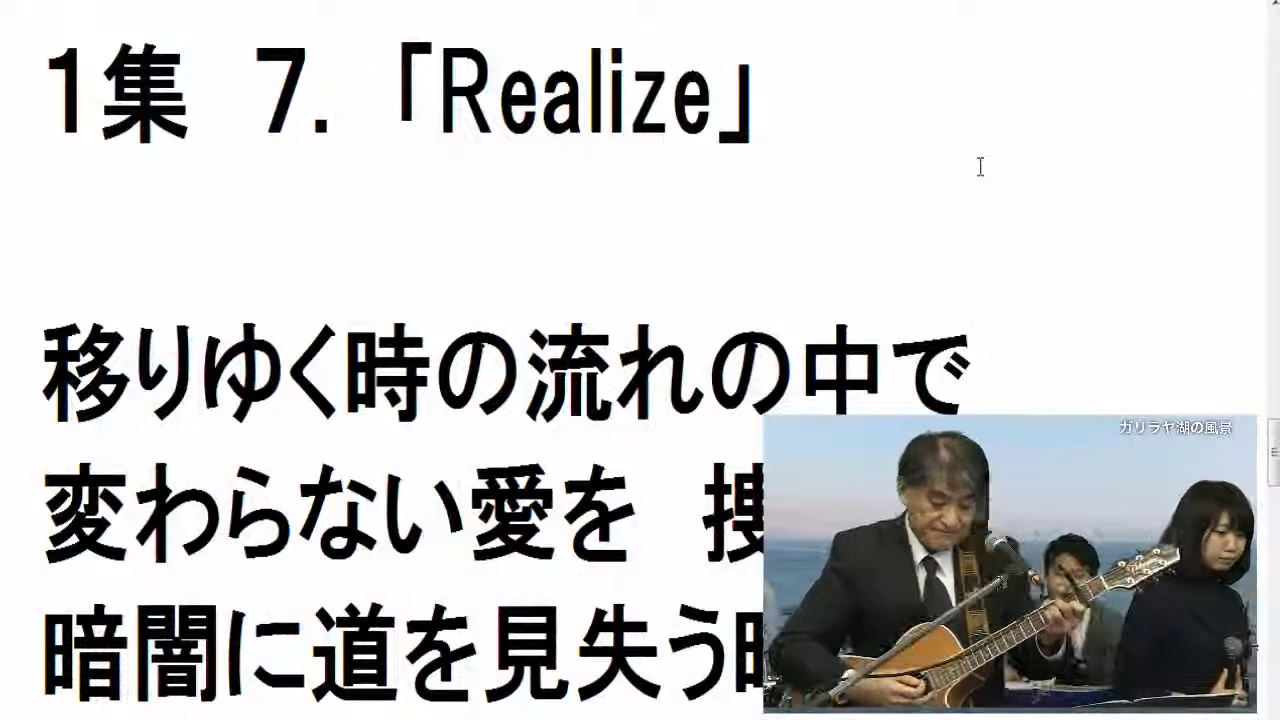 1集　7.「Realize」
移りゆく時の流れの中で
変わらない愛を　捜
暗闇に道を見失う
ガリラヤ湖の風景